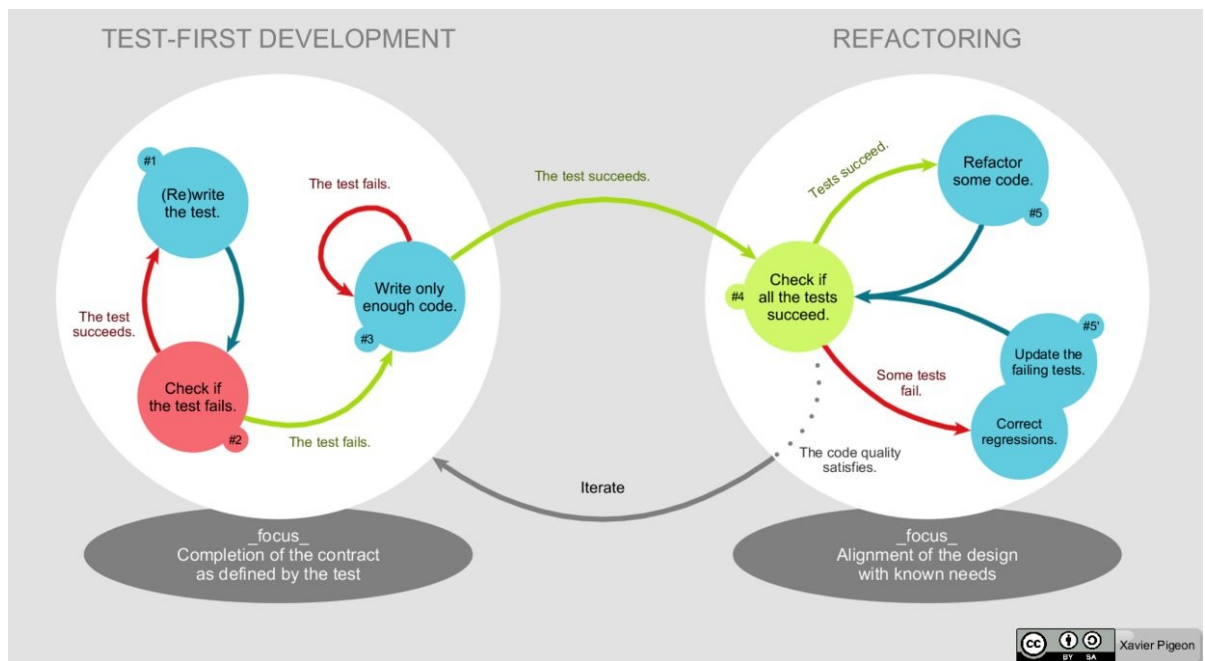 TEST-FIRST DEVELOPMENT
REFACTORING
#1
(Re)write
the test.
The test fails.
The test
succeeds.
Write only
enough code.
#3
Check if
the test fails.
#2
The test fails.
The test succeeds.
Tests succeed.
Refactor
some code.
#5
#4
Check if
all the tests
succeed.
#5'
Update the
failing tests.
Some tests
fail.
Correct
regressions.
The code quality
satisfies.
Iterate
_focus_
Completion of the contract
as defined by the test
_focus_
Alignment of the design
with known needs
cc
BY SA
Xavier Pigeon